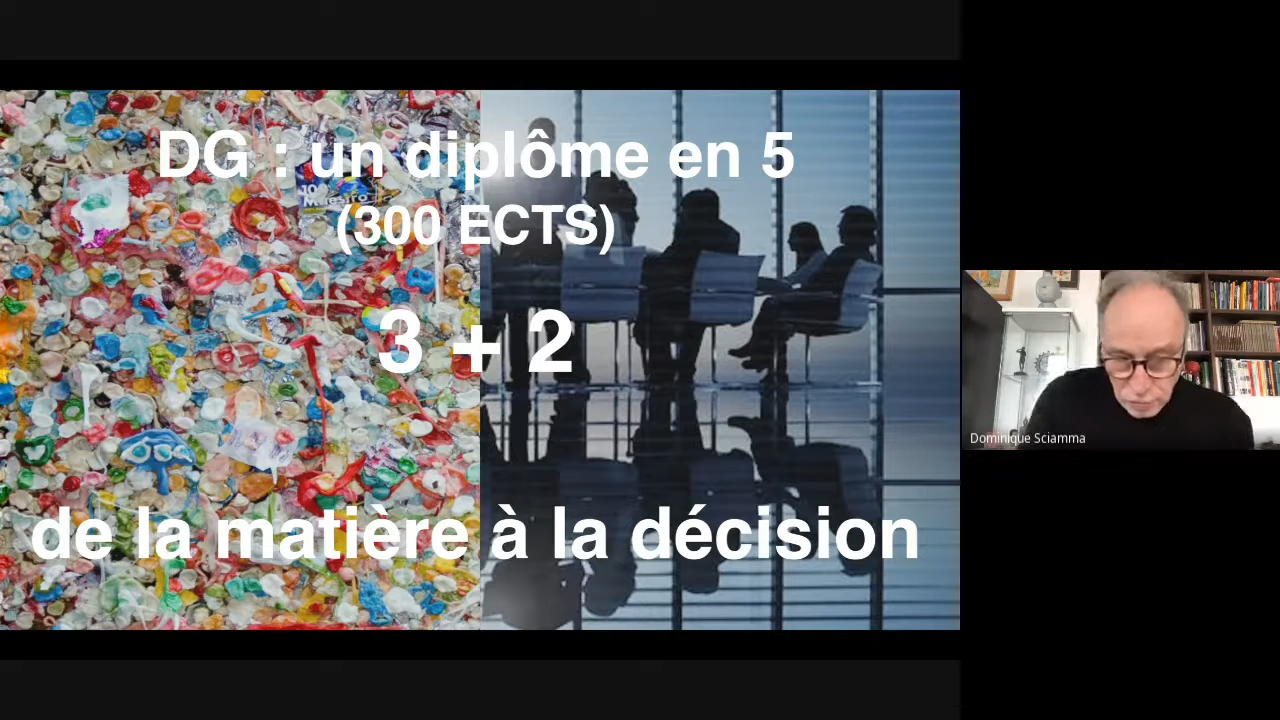 DG : un diplôme en 5
(300 ECTS)
3 + 2
de la matière à la décision
Dominique Sciamma